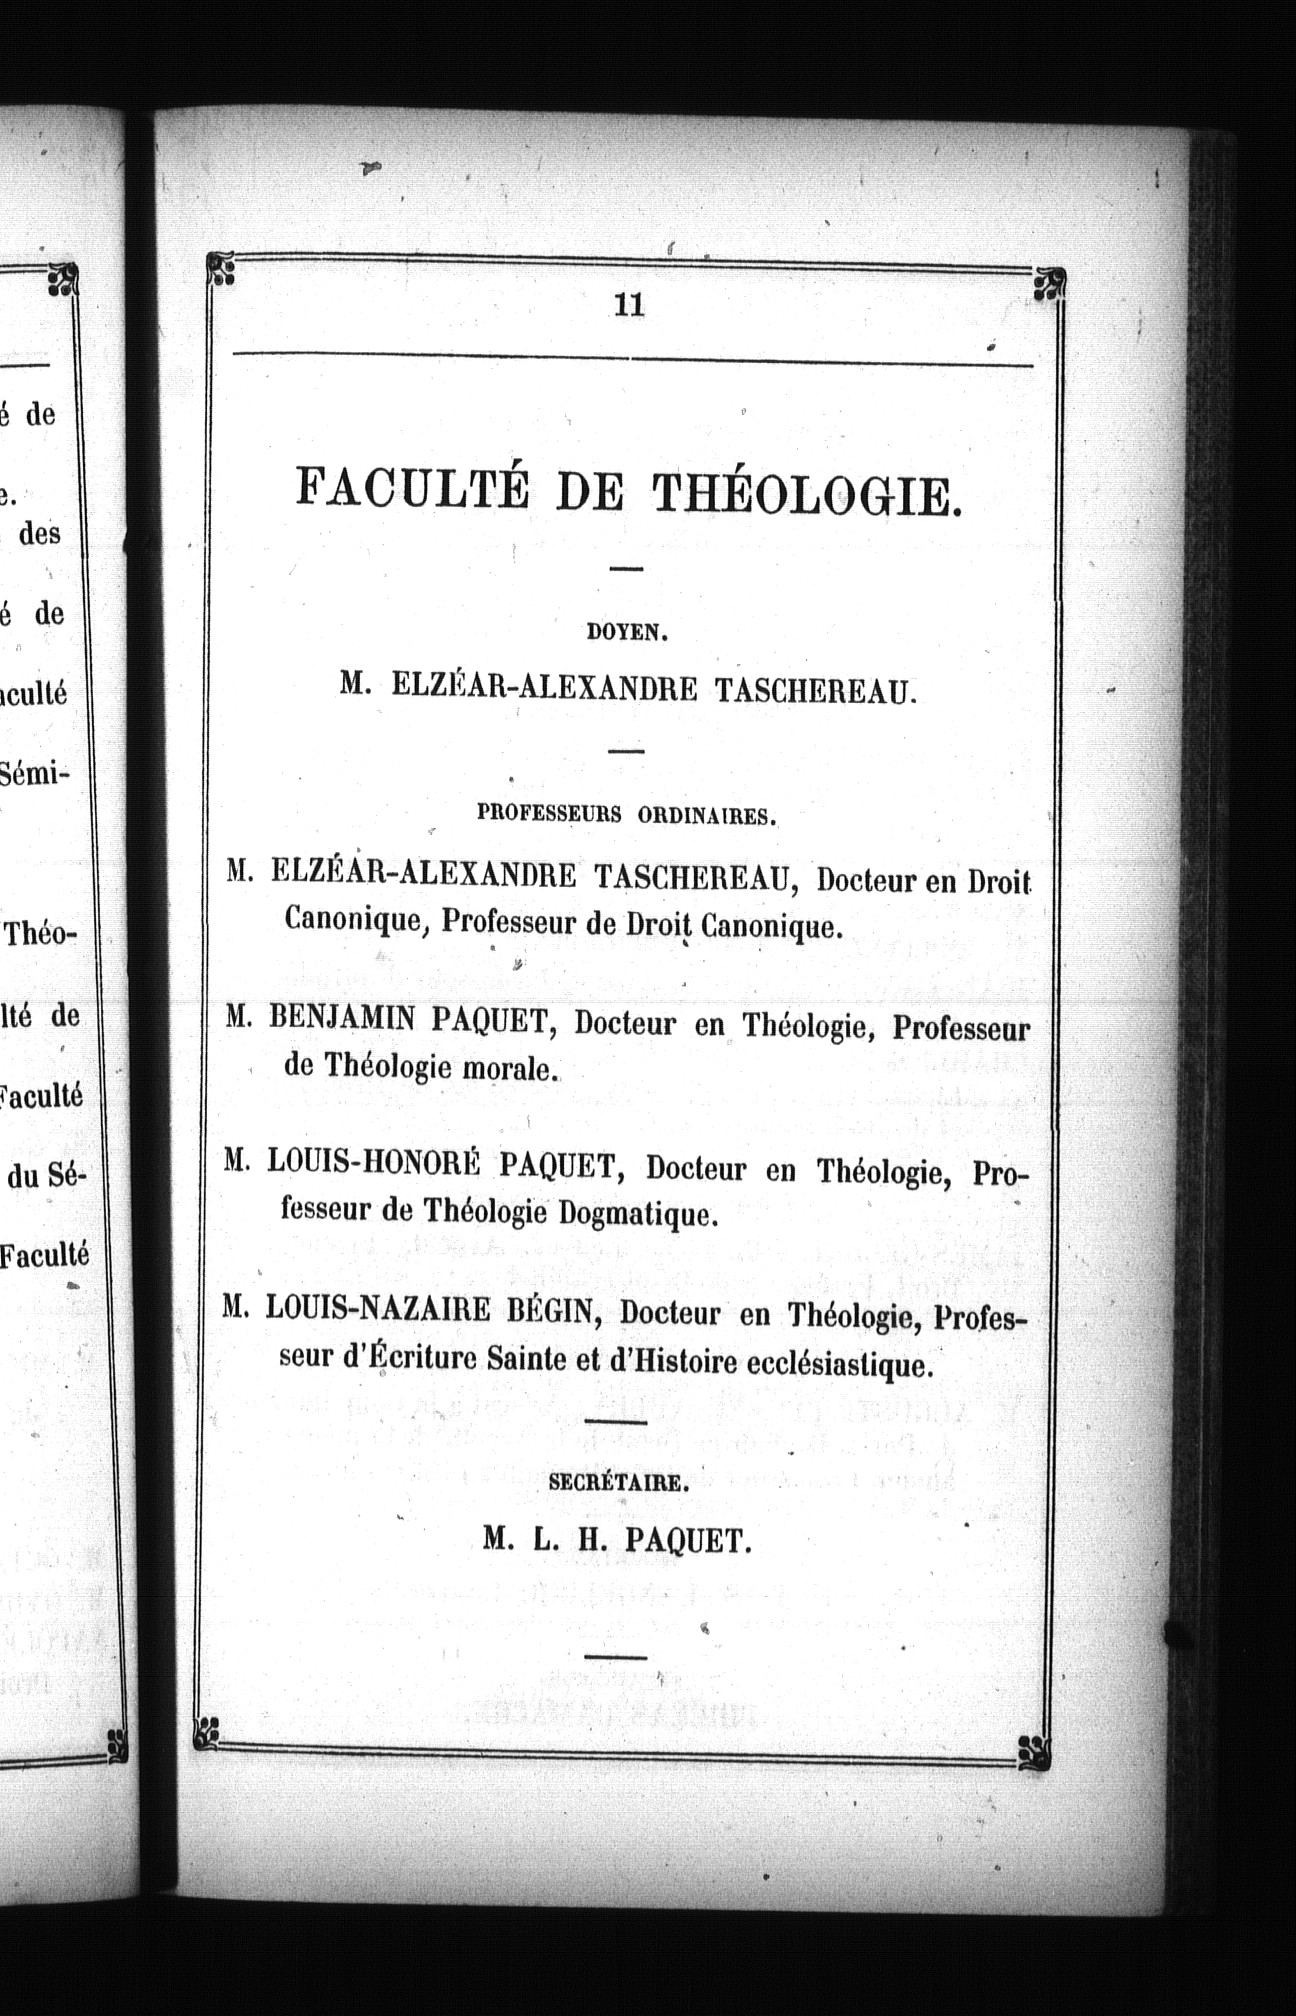 é de
e.
des
é de
aculté
Sémi-
Théo-
lté de
Faculté
du Sé-
Faculté
11
FACULTÉ DE THÉOLOGIE.
DOYEN.
M. ELZÉAR-ALEXANDRE TASCHEREAU.
PROFESSEURS ORDINAIRES.
M. ELZÉAR-ALEXANDRE TASCHEREAU, Docteur en Droit
Canonique, Professeur de Droit Canonique.
M. BENJAMIN PAQUET, Docteur en Théologie, Professeur
de Théologie morale.
M. LOUIS-HONORÉ PAQUET, Docteur en Théologie, Pro-
fesseur de Théologie Dogmatique.
M. LOUIS-NAZAIRE BÉGIN, Docteur en Théologie, Profes-
seur d'Écriture Sainte et d'Histoire ecclésiastique.
SECRÉTAIRE.
M. L. H. PAQUET.